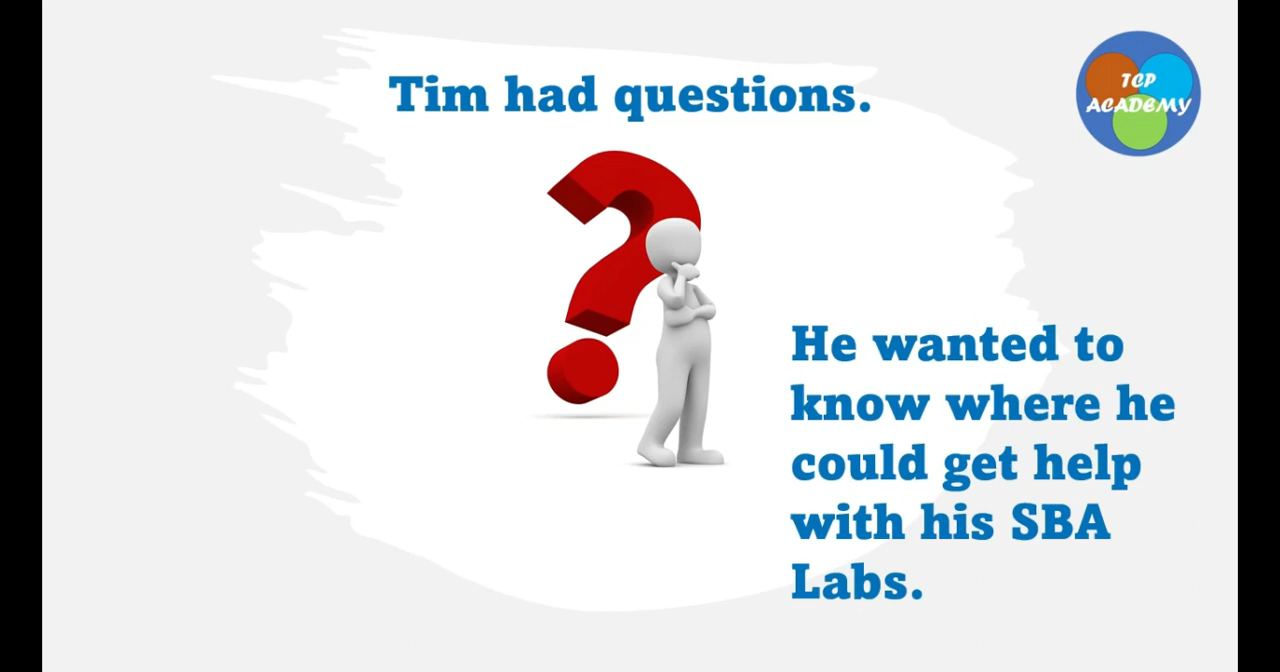 Tim had questions.
TCP
ACADEMY
He wanted to
know where he
could get help
with his SBA
Labs.